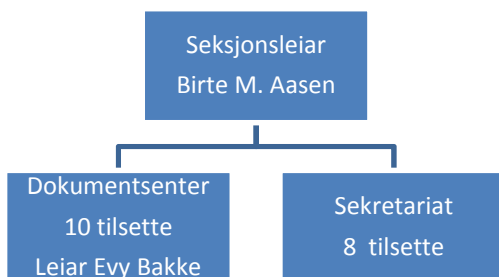 Seksjonsleiar
Birte M. Aasen
Dokumentsenter
10 tilsette
Leiar Evy Bakke
Sekretariat
8 tilsette